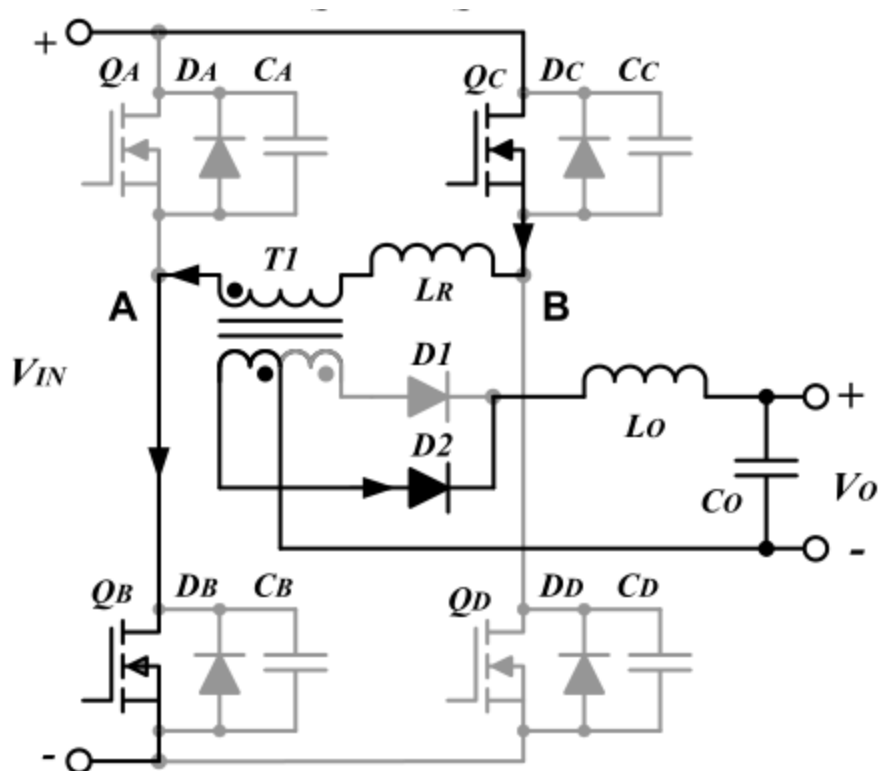 + QA DA CA QC DC CC
T1
LR
A B
VIN
D1
D2
LO
+
CO VO
-
QB DB CB QD DD CD
-